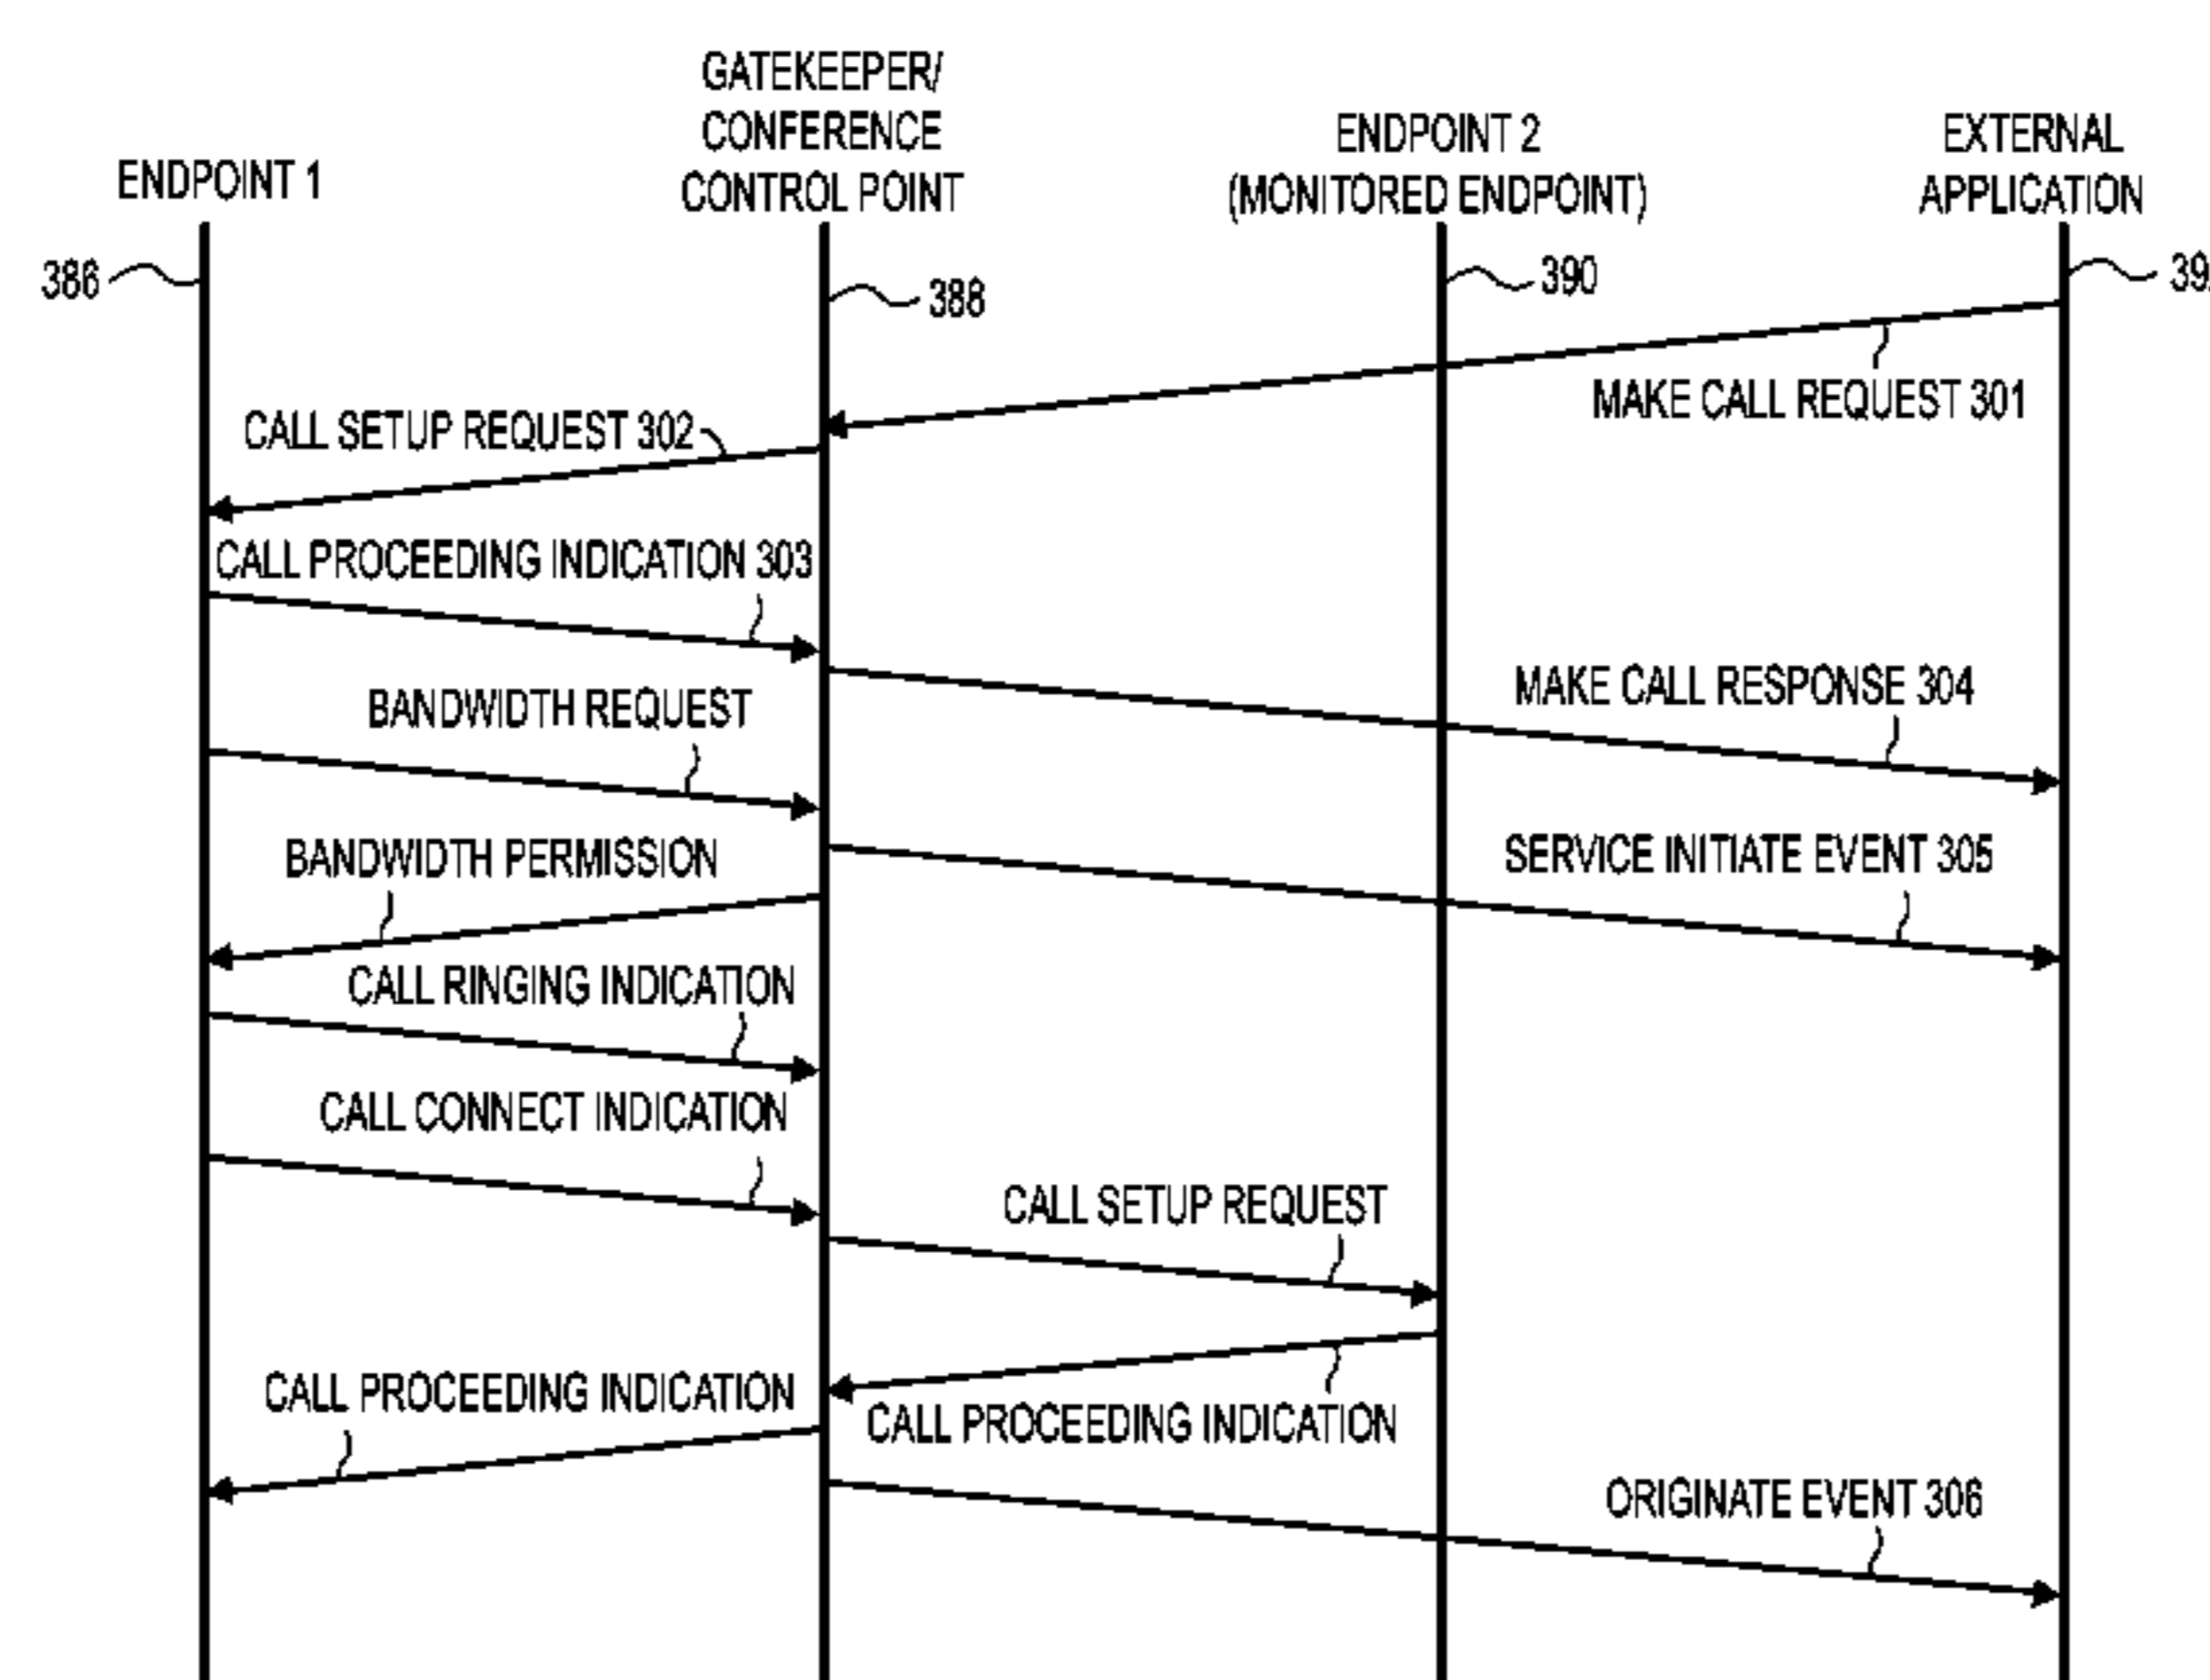 GATEKEEPER/
CONFERENCE
CONTROL POINT
ENDPOINT 1
ENDPOINT 2
(MONITORED ENDPOINT)
EXTERNAL
APPLICATION
386
388
390
MAKE CALL REQUEST 301
CALL SETUP REQUEST 302
CALL PROCEEDING INDICATION 303
MAKE CALL RESPONSE 304
BANDWIDTH REQUEST
SERVICE INITIATE EVENT 305
BANDWIDTH PERMISSION
CALL RINGING INDICATION
CALL CONNECT INDICATION
CALL SETUP REQUEST
CALL PROCEEDING INDICATION
CALL PROCEEDING INDICATION
ORIGINATE EVENT 306